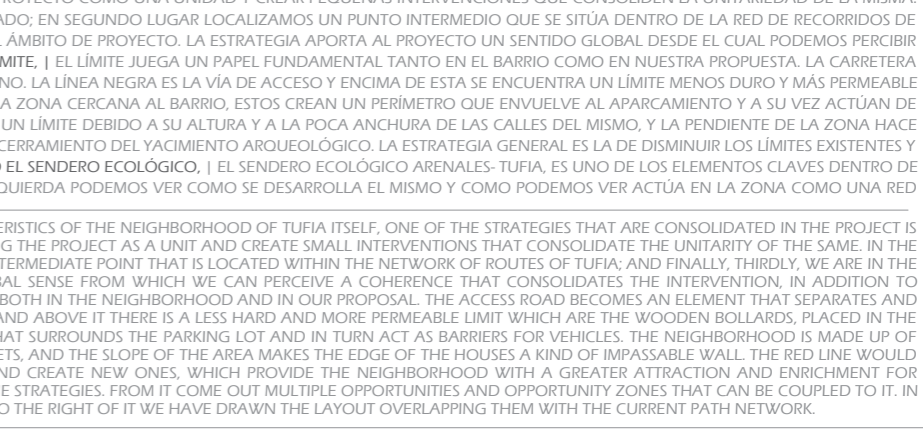 PROYECTO COMO UNA UNIDAD Y CREAR PEQUEÑAS INTERVENCIONES QUE CONSOLIDEN LA UNITARIEDAD DE LA MISMA.
ADO; EN SEGUNDO LUGAR LOCALIZAMOS UN PUNTO INTERMEDIO QUE SE SITÚA DENTRO DE LA RED DE RECORRIDOS DE
L ÁMBITO DE PROYECTO. LA ESTRATEGIA APORTA AL PROYECTO UN SENTIDO GLOBAL DESDE EL CUAL PODEMOS PERCIBIR
MITE, | EL LÍMITE JUEGA UN PAPEL FUNDAMENTAL TANTO EN EL BARRIO COMO EN NUESTRA PROPUESTA. LA CARRETERA
NO. LA LÍNEA NEGRA ES LA VÍA DE ACCESO Y ENCIMA DE ESTA SE ENCUENTRA UN LÍMITE MENOS DURO Y MÁS PERMEABLE
A ZONA CERCANA AL BARRIO, ESTOS CREAN UN PERÍMETRO QUE ENVUELVE AL APARCAMIENTO Y A SU VEZ ACTÚAN DE
UN LÍMITE DEBIDO A SU ALTURA Y A LA POCA ANCHURA DE LAS CALLES DEL MISMO, Y LA PENDIENTE DE LA ZONA HACE
CERRAMIENTO DEL YACIMIENTO ARQUEOLÓGICO. LA ESTRATEGIA GENERAL ES LA DE DISMINUIR LOS LÍMITES EXISTENTES Y
O EL SENDERO ECOLÓGICO, | EL SENDERO ECOLÓGICO ARENALES- TUFIA, ES UNO DE LOS ELEMENTOS CLAVES DENTRO DE
QUIERDA PODEMOS VER COMO SE DESARROLLA EL MISMO Y COMO PODEMOS VER ACTÚA EN LA ZONA COMO UNA RED
ERISTICS OF THE NEIGHBORHOOD OF TUFIA ITSELF, ONE OF THE STRATEGIES THAT ARE CONSOLIDATED IN THE PROJECT IS
G THE PROJECT AS A UNIT AND CREATE SMALL INTERVENTIONS THAT CONSOLIDATE THE UNITARITY OF THE SAME. IN THE
TERMEDIATE POINT THAT IS LOCATED WITHIN THE NETWORK OF ROUTES OF TUFIA; AND FINALLY, THIRDLY, WE ARE IN THE
BAL SENSE FROM WHICH WE CAN PERCEIVE A COHERENCE THAT CONSOLIDATES THE INTERVENTION, IN ADDITION TO
BOTH IN THE NEIGHBORHOOD AND IN OUR PROPOSAL. THE ACCESS ROAD BECOMES AN ELEMENT THAT SEPARATES AND
AND ABOVE IT THERE IS A LESS HARD AND MORE PERMEABLE LIMIT WHICH ARE THE WOODEN BOLLARDS, PLACED IN THE
HAT SURROUNDS THE PARKING LOT AND IN TURN ACT AS BARRIERS FOR VEHICLES. THE NEIGHBORHOOD IS MADE UP OF
ETS, AND THE SLOPE OF THE AREA MAKES THE EDGE OF THE HOUSES A KIND OF IMPASSABLE WALL. THE RED LINE WOULD
ND CREATE NEW ONES, WHICH PROVIDE THE NEIGHBORHOOD WITH A GREATER ATTRACTION AND ENRICHMENT FOR
E STRATEGIES. FROM IT COME OUT MULTIPLE OPPORTUNITIES AND OPPORTUNITY ZONES THAT CAN BE COUPLED TO IT. IN
O THE RIGHT OF IT WE HAVE DRAWN THE LAYOUT OVERLAPPING THEM WITH THE CURRENT PATH NETWORK.